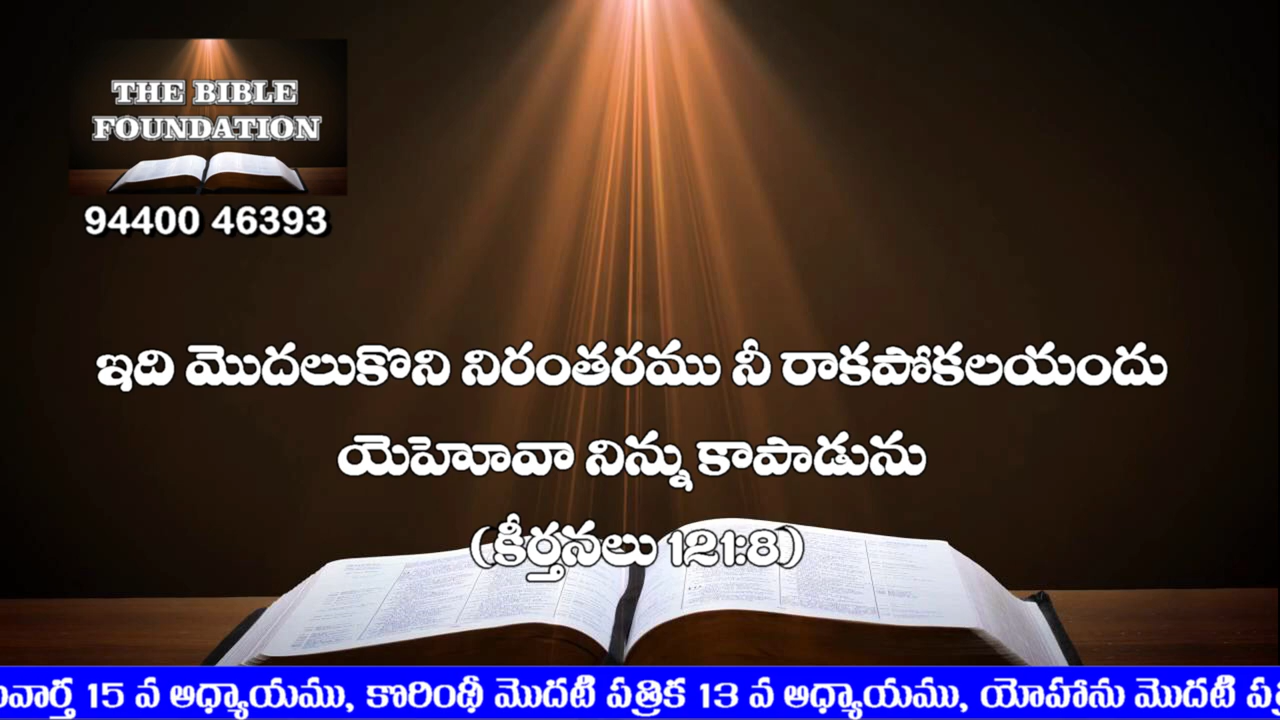 THE BIBLE
FOUNDATION
94400 46393
ఇది మొదలుకొని నిరంతరము నీ రాకపోకలయందు
యెహోవా నిన్ను కాపాడును
(కీర్తనలు 121:8)
15 వ అధ్యాయము, కొరింథీ మొదటి పత్రిక 13 వ అధ్యాయము, యోహాను మొదటి